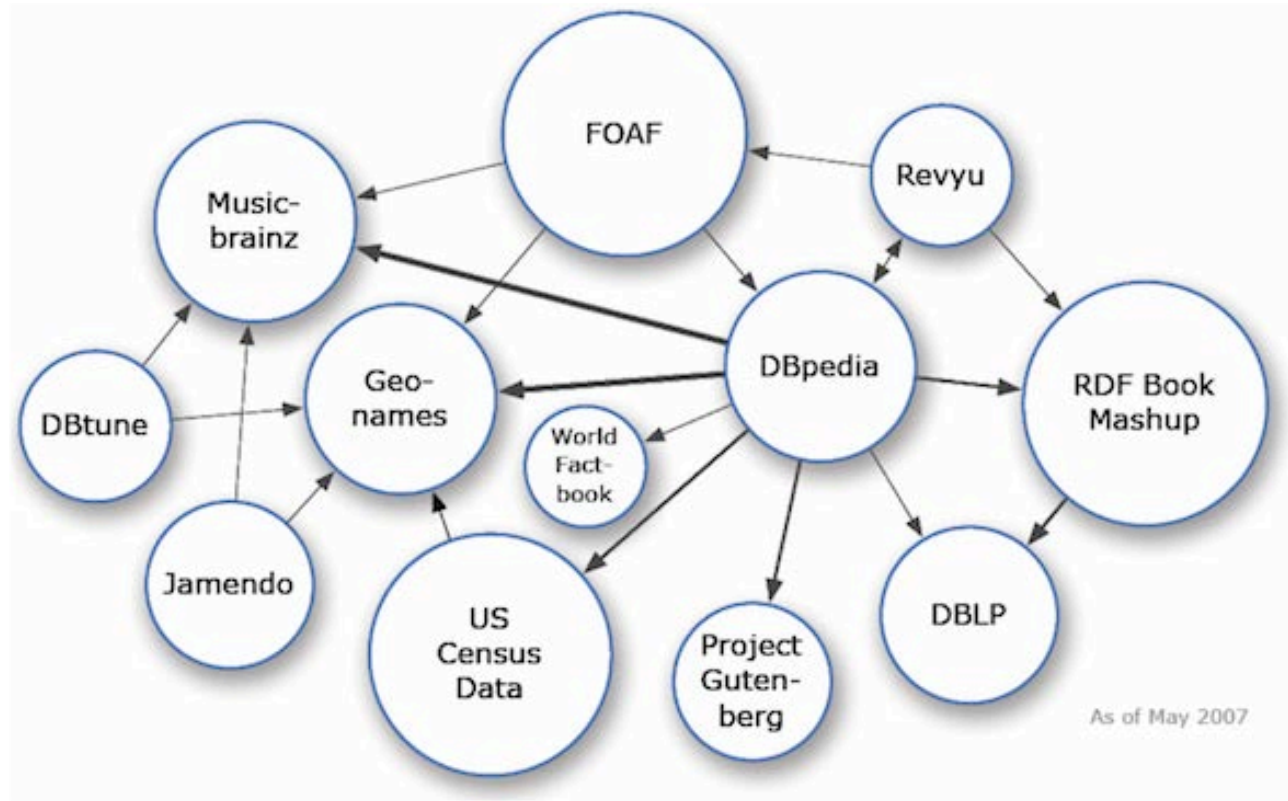 FOAF
Revyu
Music-
brainz
DBpedia
Geo-
names
RDF Book
Mashup
DBtune
World
Fact-
book
Jamendo
US
Census
Data
Project
Guten-
berg
DBLP
As of May 2007